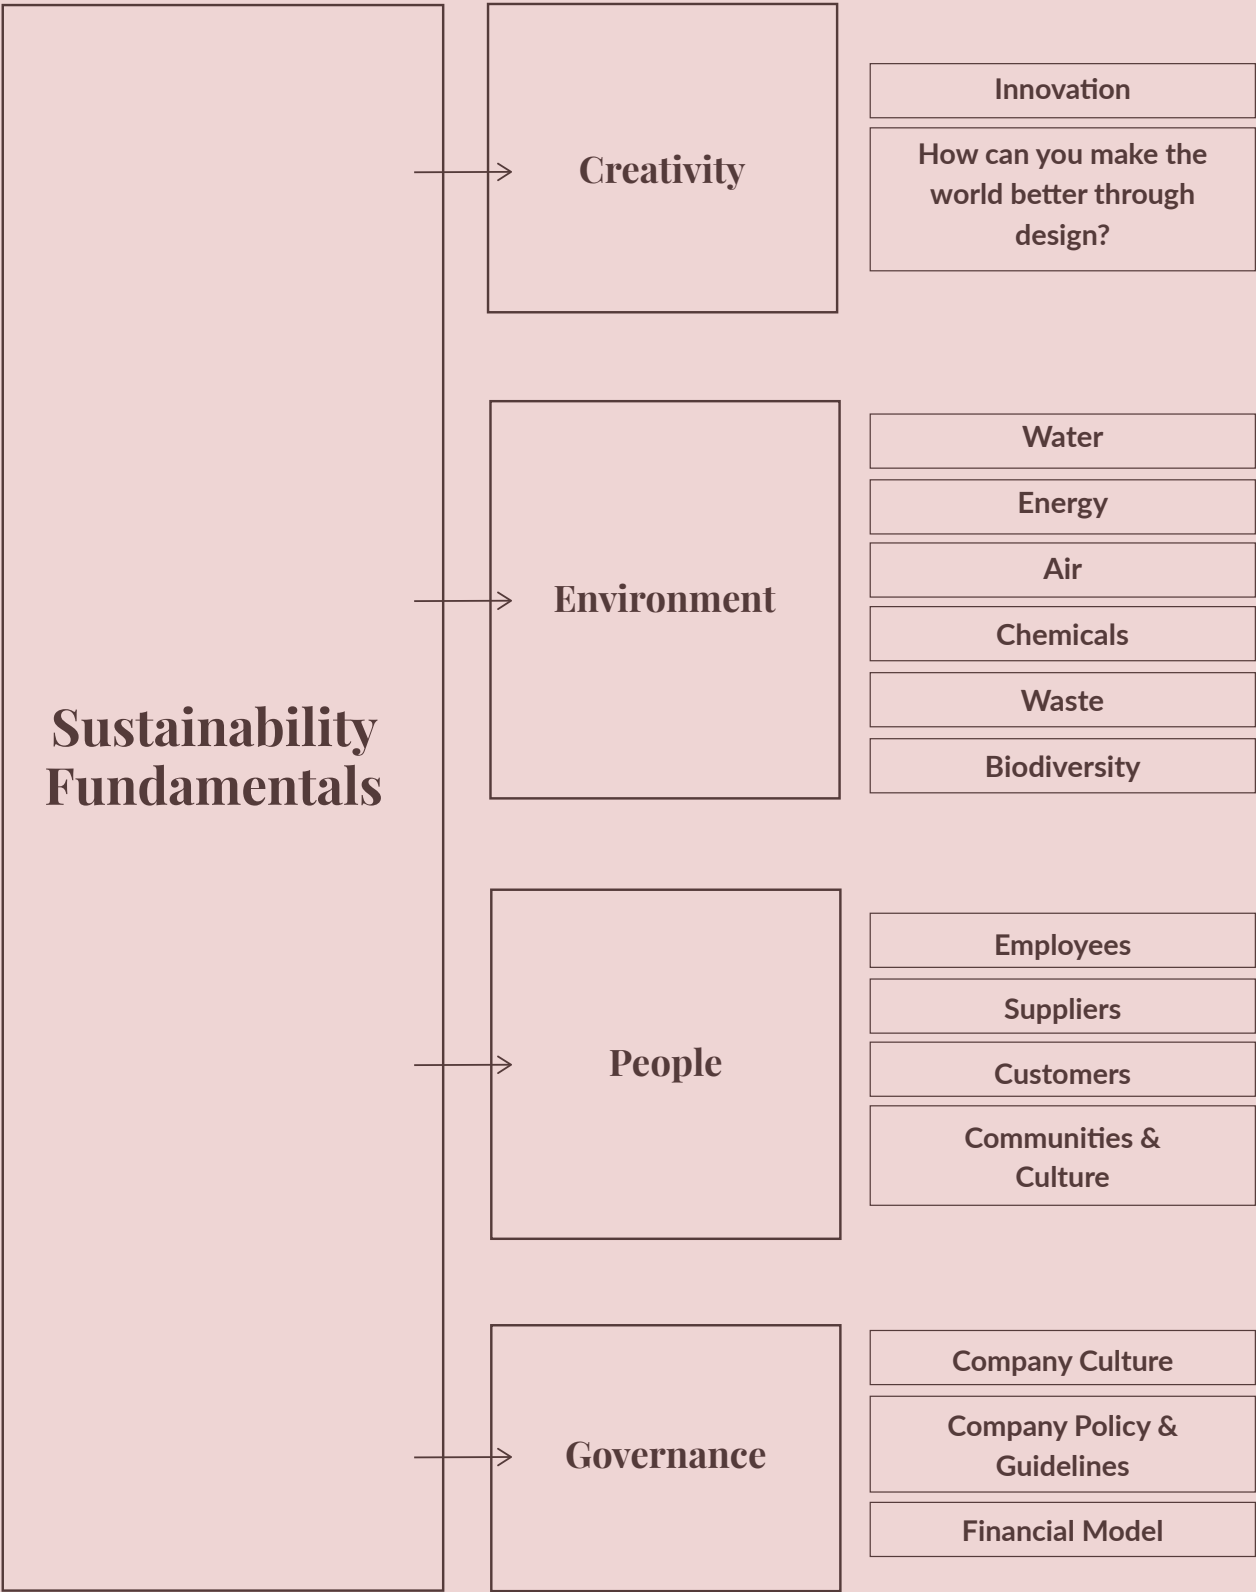 Sustainability
Fundamentals
Creativity
Innovation
How can you make the
world better through
design?
Environment
Water
Energy
Air
Chemicals
Waste
Biodiversity
People
Employees
Suppliers
Customers
Communities &
Culture
Governance
Company Culture
Company Policy &
Guidelines
Financial Model